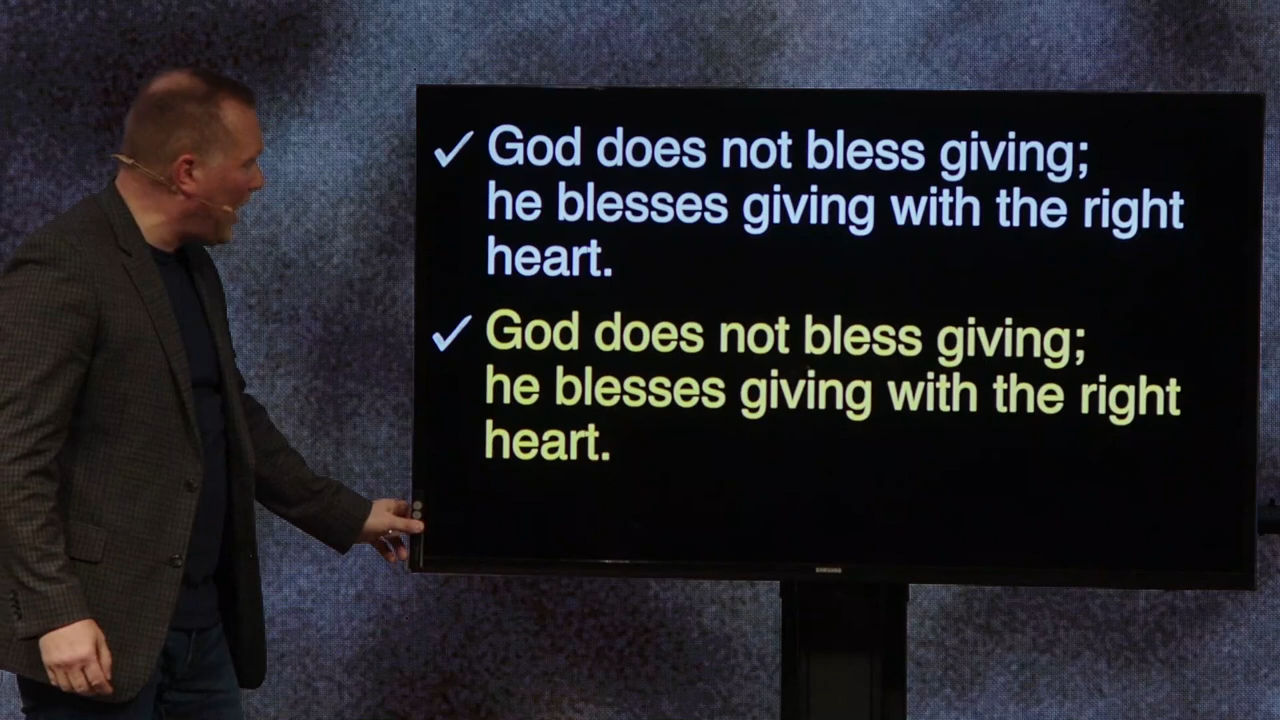 ✓ God does not bless giving;
he blesses giving with the right
heart.
✓ God does not bless giving;
he blesses giving with the right
heart.
SAMSUNG